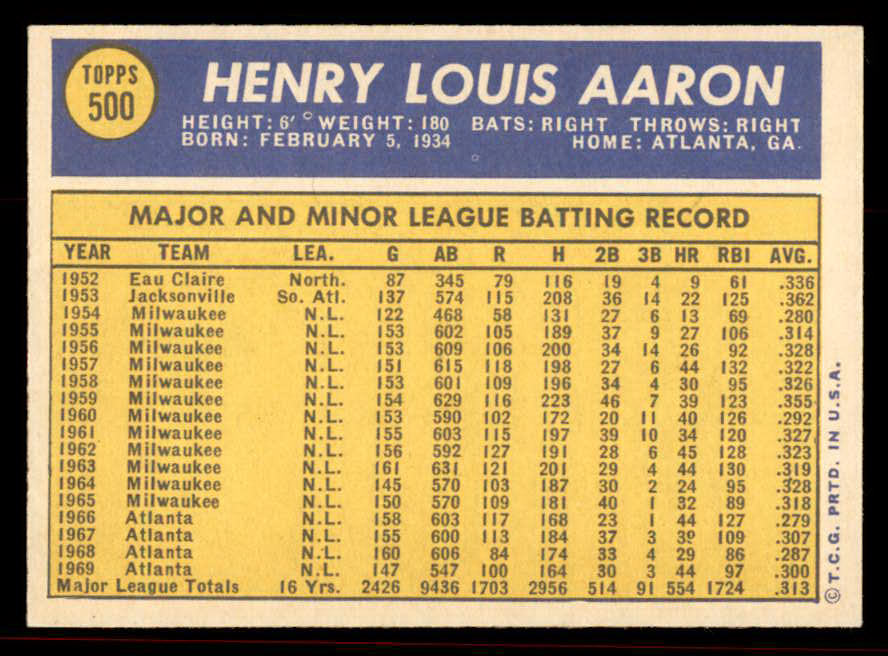 TOPPS
500
HENRY LOUIS AARON
HEIGHT: 6' WEIGHT: 180 BATS: RIGHT THROWS: RIGHT
BORN: FEBRUARY 5, 1934 HOME: ATLANTA, GA.
MAJOR AND MINOR LEAGUE BATTING RECORD
YEAR TEAM LEA. G AB R H 2B 3B HR RBI AVG.
1952 Eau Claire North. 87 345 79 116 19 4 9 61 .336
1953 Jacksonville So. Atl. 137 574 115 208 36 14 22 125 .362
1954 Milwaukee N.L. 122 468 58 131 27 6 13 69 .280
1955 Milwaukee N.L. 153 602 105 189 37 9 27 106 .314
1956 Milwaukee N.L. 153 609 106 200 34 14 26 92 .328
1957 Milwaukee N.L. 151 615 118 198 27 6 44 132 .322
1958 Milwaukee N.L. 153 601 109 196 34 4 30 95 .326
1959 Milwaukee N.L. 154 629 116 223 46 7 39 123 .355
1960 Milwaukee N.L. 153 590 102 172 20 11 40 126 .292
1961 Milwaukee N.L. 155 603 115 197 39 10 34 120 .327
1962 Milwaukee N.L. 156 592 127 191 28 6 45 128 .323
1963 Milwaukee N.L. 161 631 121 201 29 4 44 130 .319
1964 Milwaukee N.L. 145 570 103 187 30 2 24 95 .328
1965 Milwaukee N.L. 150 570 109 181 40 1 32 89 .318
1966 Atlanta N.L. 158 603 117 168 23 1 44 127 .279
1967 Atlanta N.L. 155 600 113 184 37 3 39 109 .307
1968 Atlanta N.L. 160 606 84 174 33 4 29 86 .287
1969 Atlanta N.L. 147 547 100 164 30 3 44 97 .300
Major League Totals 16 Yrs. 2426 9436 1703 2956 514 91 554 1724 .313
© T.C.G. PRTD. IN U.S.A.